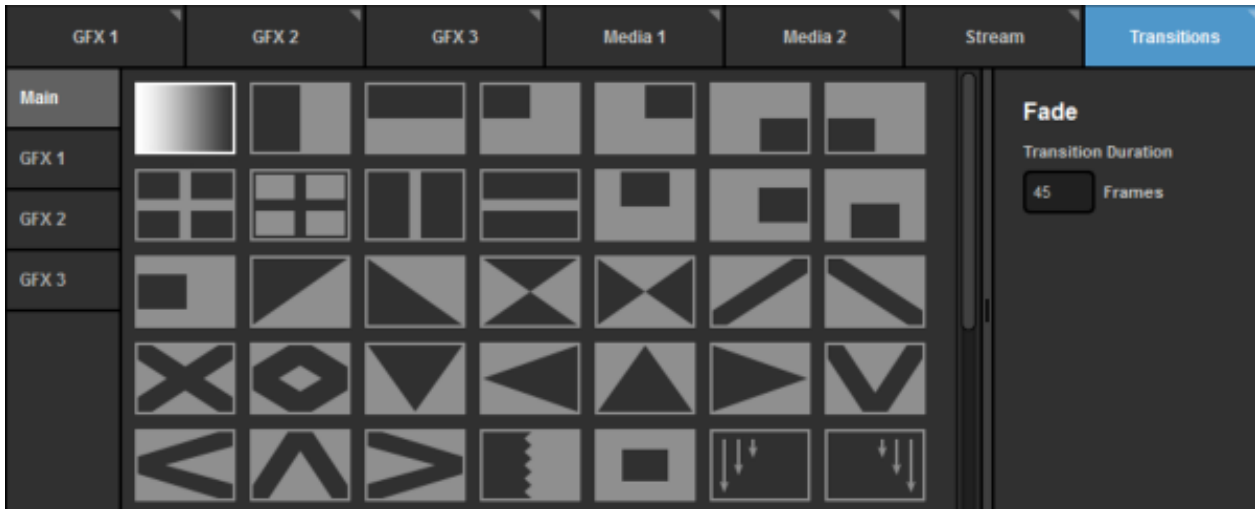 GFX 1 GFX 2 GFX 3 Media 1 Media 2 Stream Transitions
Main
GFX 1
GFX 2
GFX 3
Fade
Transition Duration
45 Frames